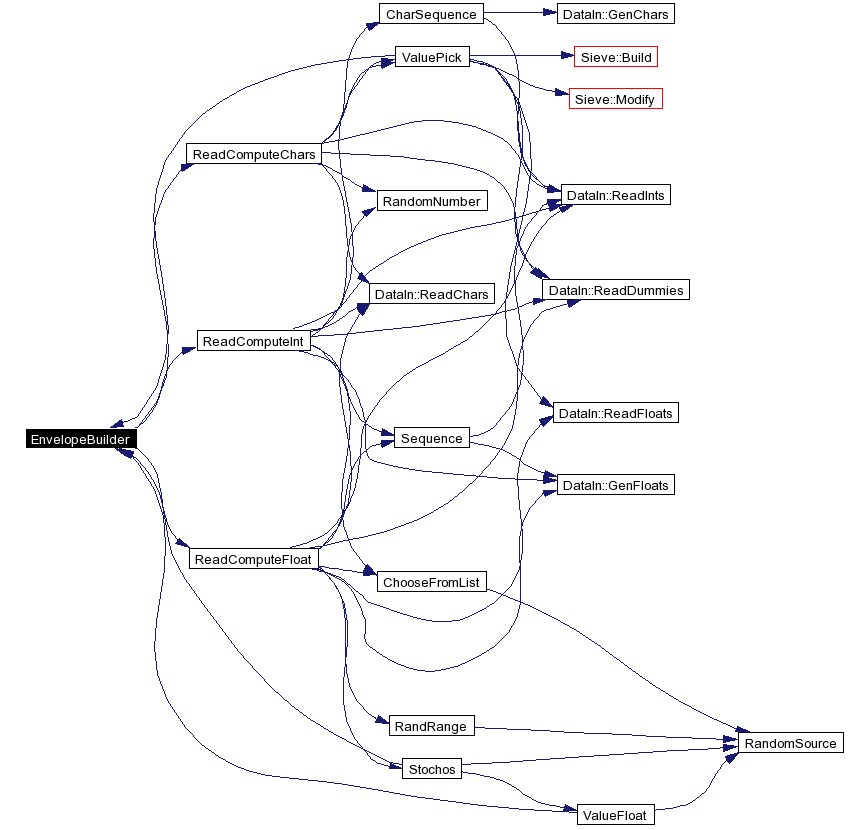 CharSequence
DataIn::GenChars
ValuePick
Sieve::Build
Sieve::Modify
ReadComputeChars
RandomNumber
DataIn::ReadInts
DataIn::ReadChars
DataIn::ReadDummies
ReadComputeInt
DataIn::ReadFloats
EnvelopeBuilder
Sequence
DataIn::GenFloats
ReadComputeFloat
ChooseFromList
RandRange
RandomSource
Stochos
ValueFloat